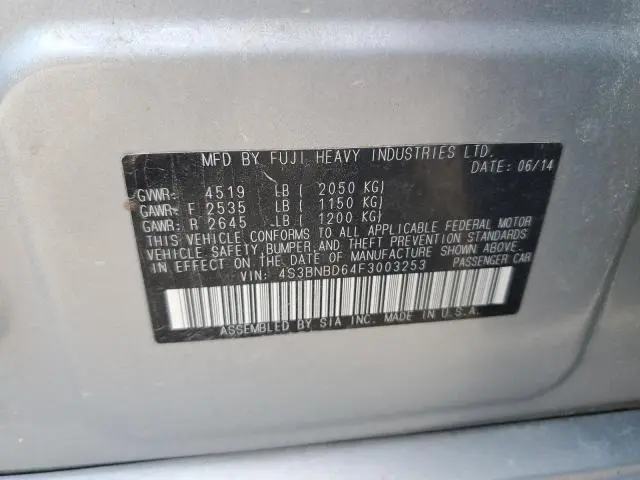 MFD BY FUJI HEAVY INDUSTRIES LTD.
DATE: 06/14
GVWR: 4519 LB ( 2050 KG)
GAWR: F 2535 LB ( 1150 KG)
GAWR: R 2645 LB ( 1200 KG)
THIS VEHICLE CONFORMS TO ALL APPLICABLE FEDERAL MOTOR
VEHICLE SAFETY, BUMPER, AND THEFT PREVENTION STANDARDS
IN EFFECT ON THE DATE OF MANUFACTURE SHOWN ABOVE.
VIN: 4S3BNBD64F3003253 PASSENGER CAR
ASSEMBLED BY SIA INC. MADE IN U.S.A.